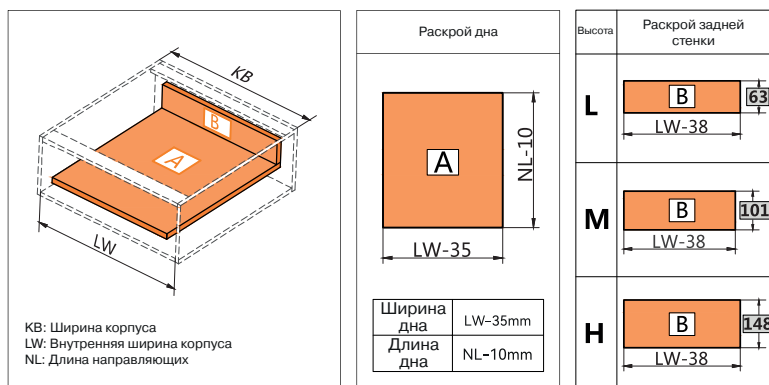 KB
B
A
LW
KB: Ширина корпуса
LW: Внутренняя ширина корпуса
NL: Длина направляющих
Раскрой дна
A
NL-10
LW-35
Ширина дна
LW-35mm
Длина дна
NL-10mm
Высота
Раскрой задней
стенки
L
B
63
LW-38
M
B
101
LW-38
H
B
148
LW-38